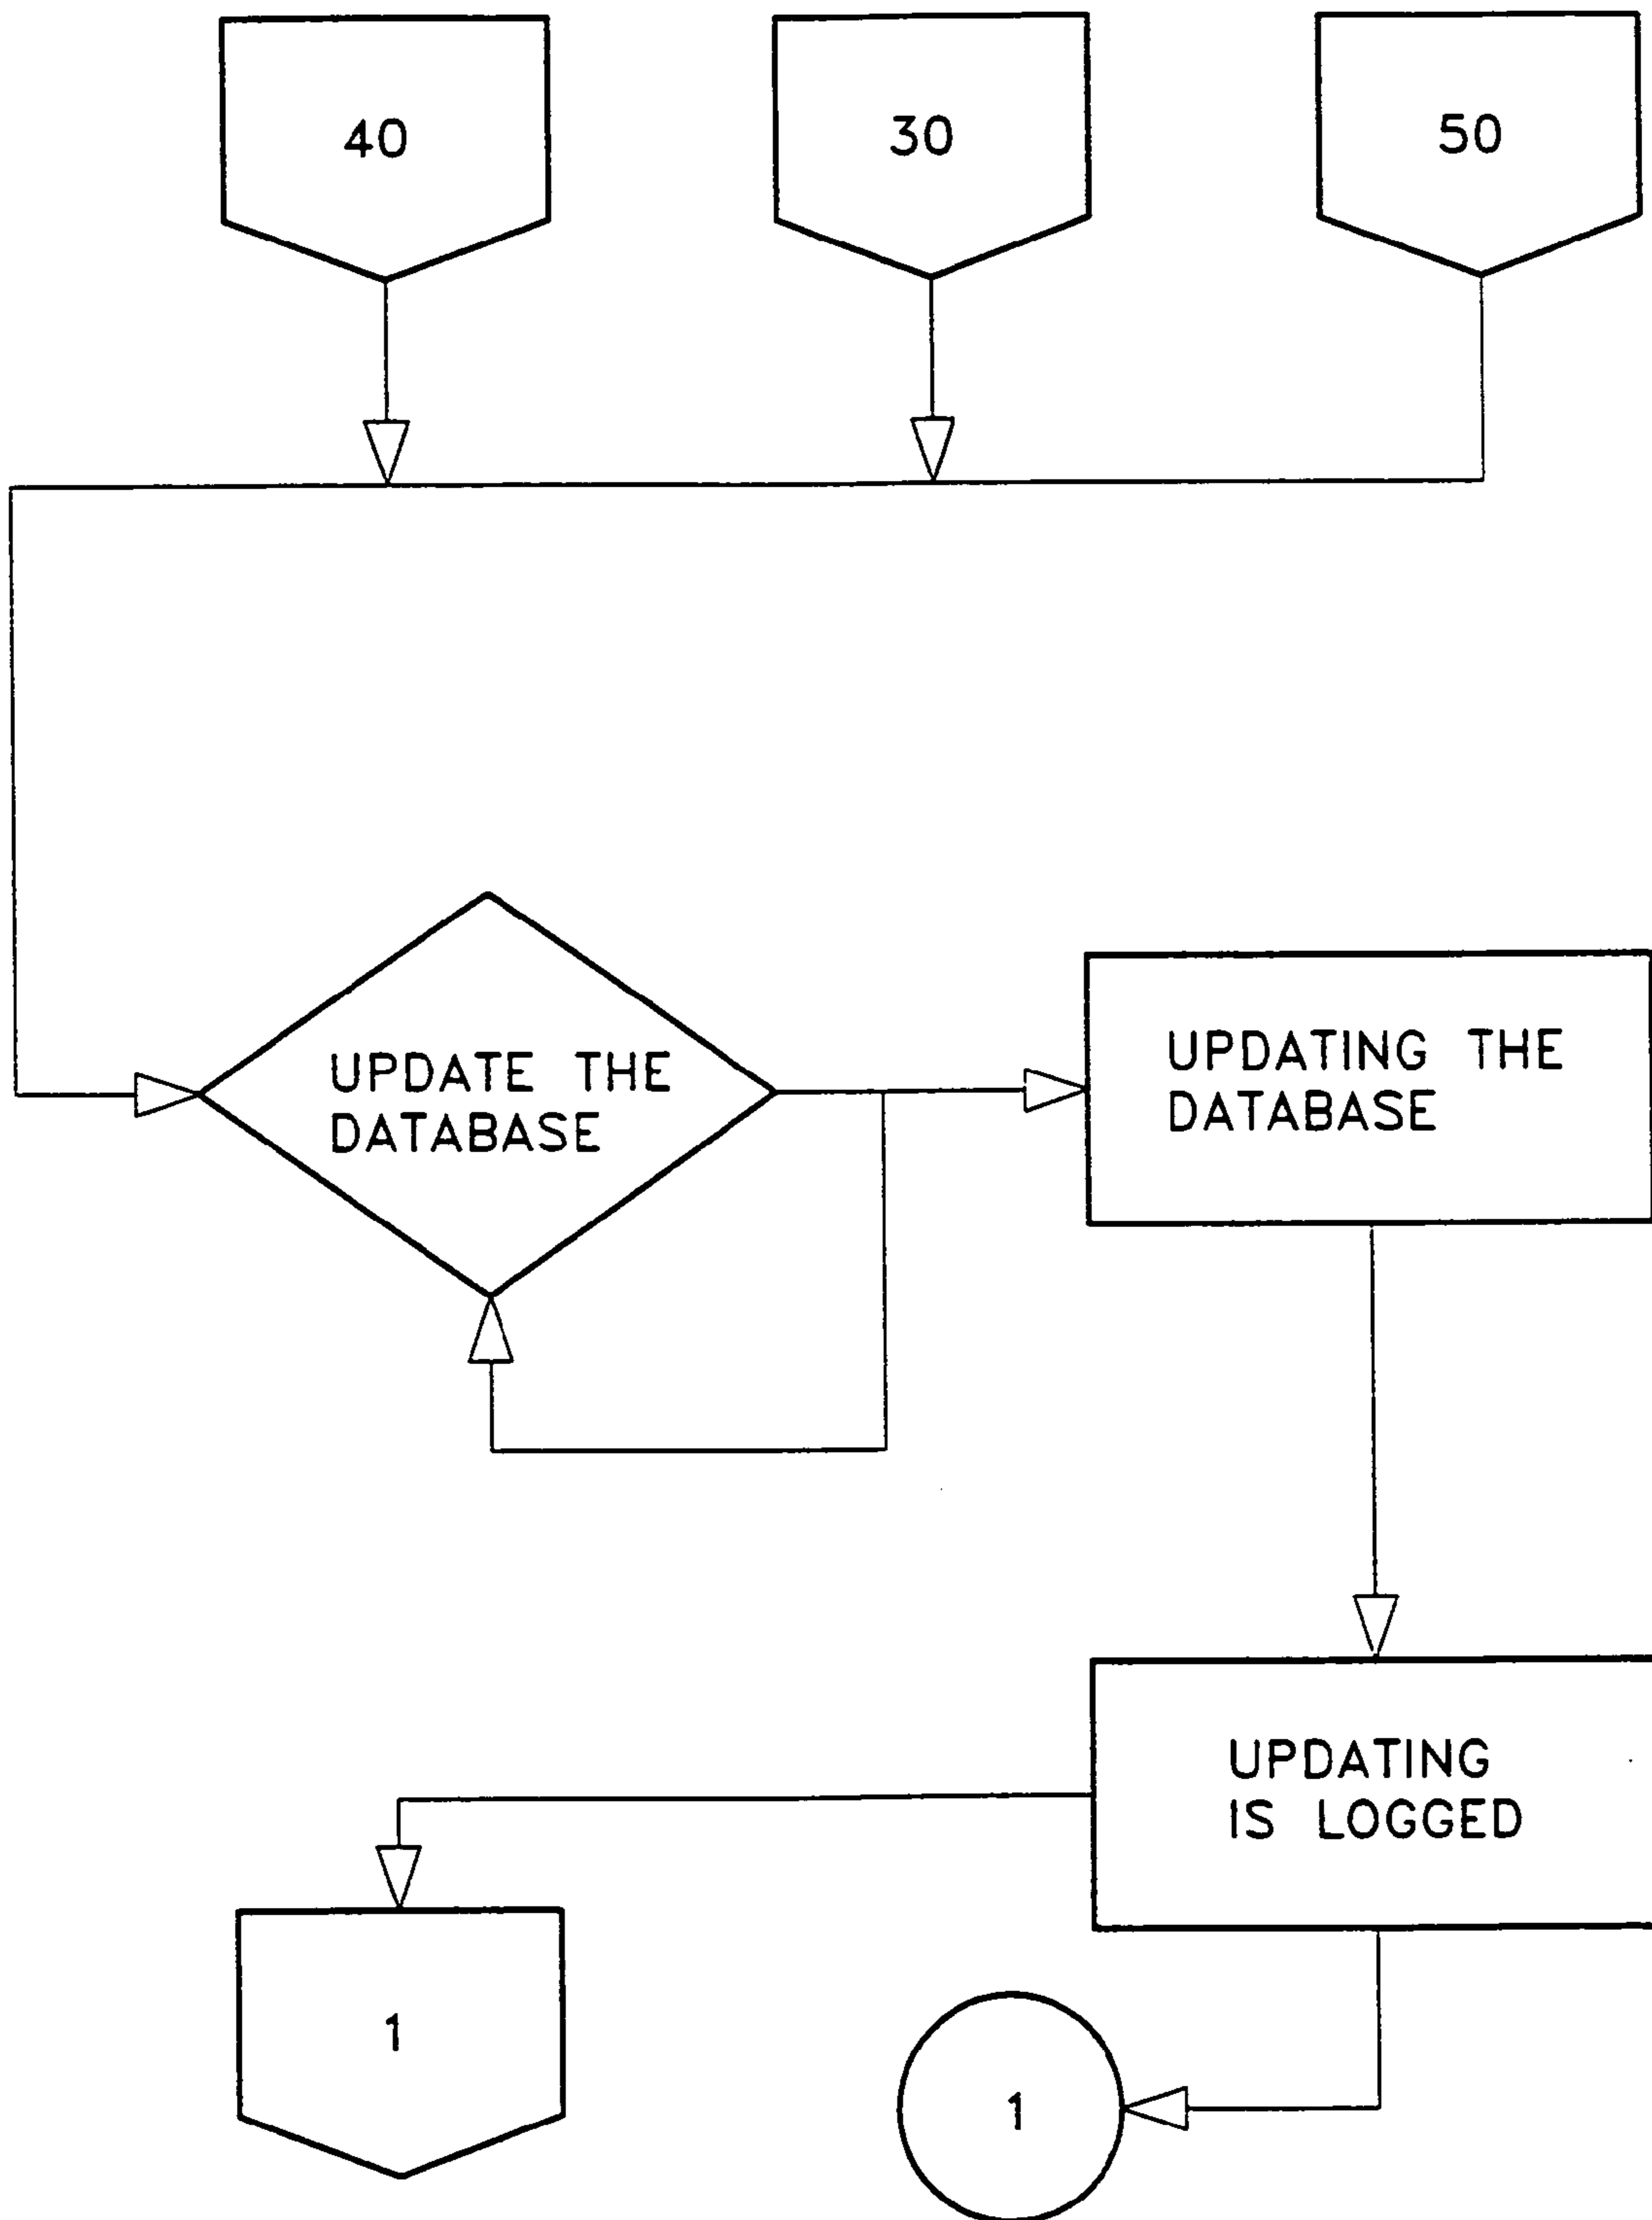 40
30
50
UPDATE THE
DATABASE
UPDATING THE
DATABASE
UPDATING
IS LOGGED
1
1